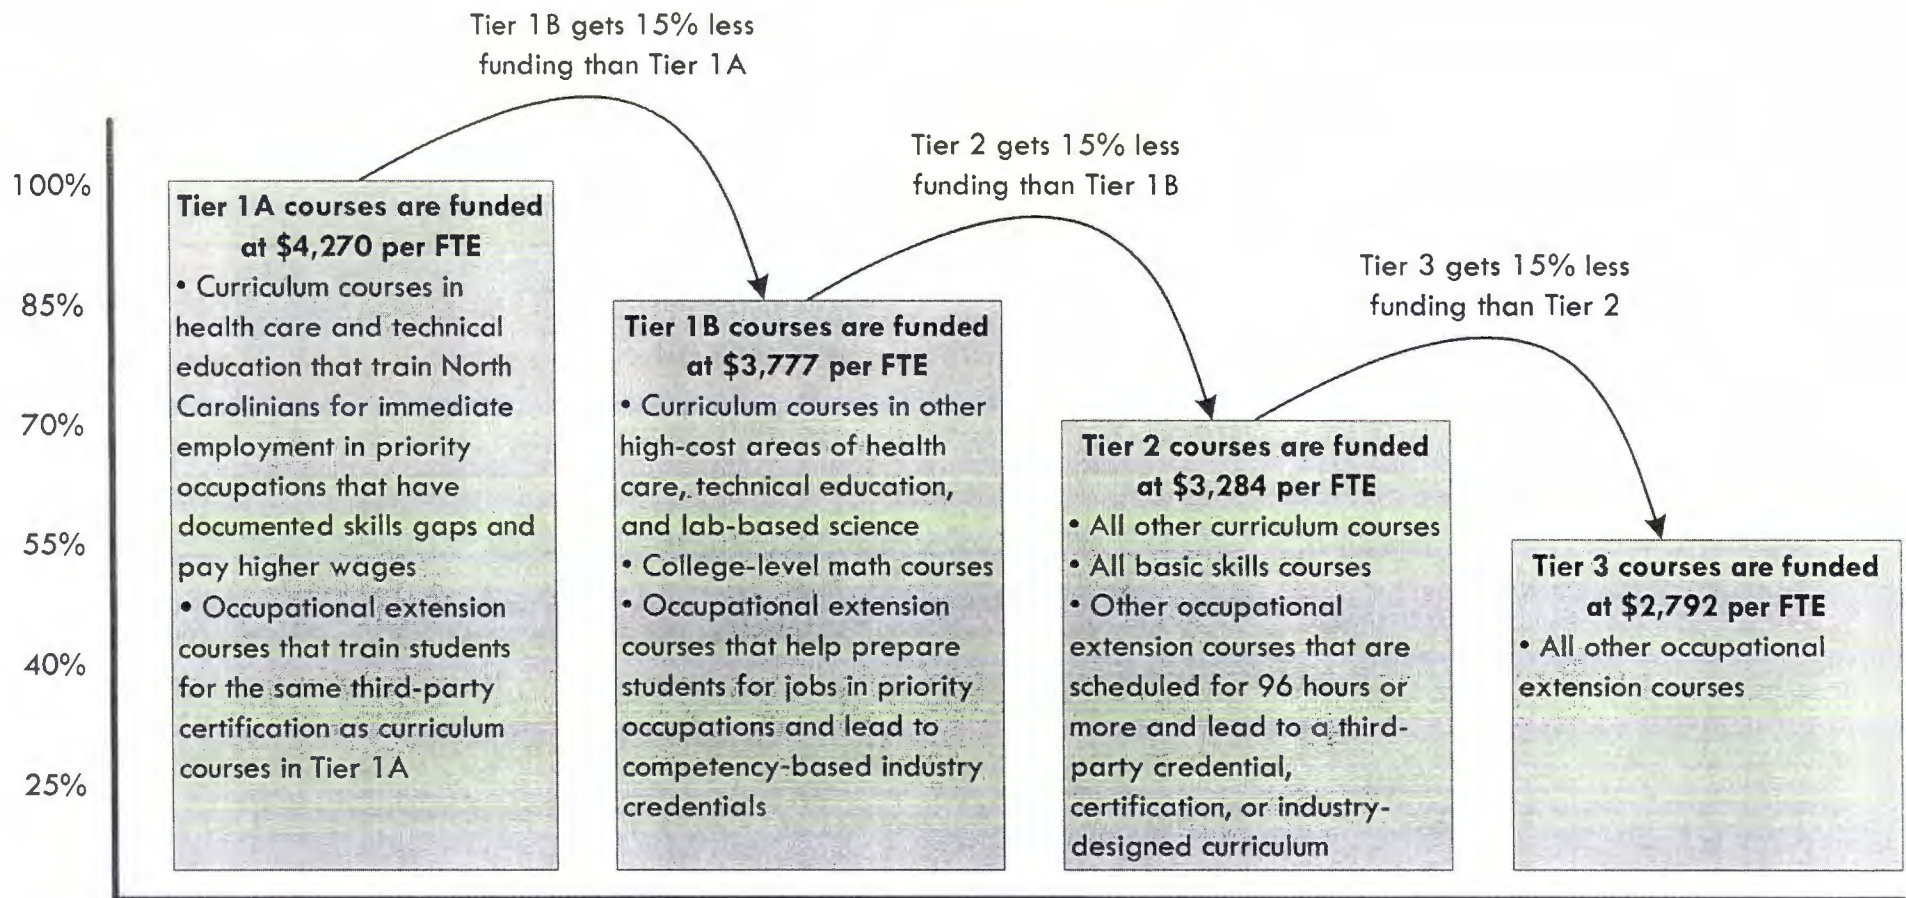 Tier 1B gets 15% less
funding than Tier 1A
Tier 2 gets 15% less
funding than Tier 1B
Tier 3 gets 15% less
funding than Tier 2
100%
85%
70%
55%
40%
25%
Tier 1A courses are funded
at $4,270 per FTE
• Curriculum courses in
health care and technical
education that train North
Carolinians for immediate
employment in priority
occupations that have
documented skills gaps and
pay higher wages
• Occupational extension
courses that train students
for the same third-party
certification as curriculum
courses in Tier 1A
Tier 1B courses are funded
at $3,777 per FTE
• Curriculum courses in other
high-cost areas of health
care, technical education,
and lab-based science
• College-level math courses
• Occupational extension
courses that help prepare
students for jobs in priority
occupations and lead to
competency-based industry
credentials
Tier 2 courses are funded
at $3,284 per FTE
• All other curriculum courses
• All basic skills courses
• Other occupational
extension courses that are
scheduled for 96 hours or
more and lead to a third-
party credential,
certification, or industry-
designed curriculum
Tier 3 courses are funded
at $2,792 per FTE
• All other occupational
extension courses